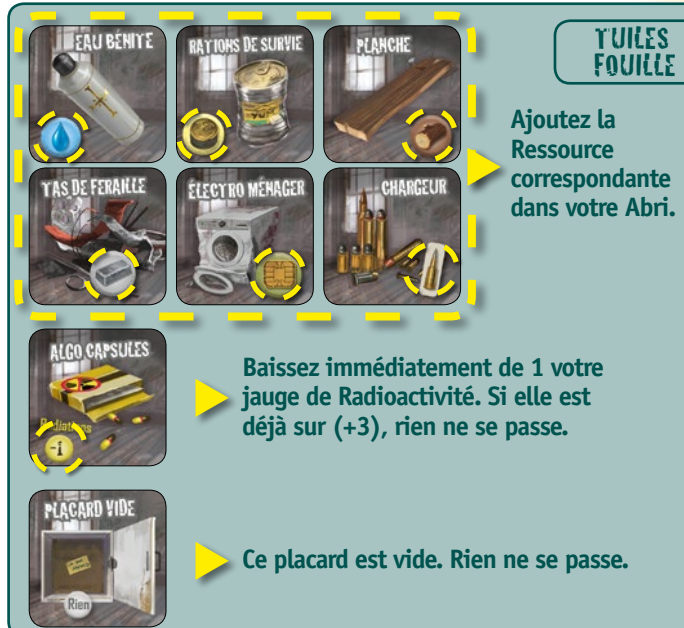 TUILES
FOUILLE
EAU BÉNITE
RATIONS DE SURVIE
PLANCHE
TAS DE FERAILLE
ÉLECTRO MÉNAGER
CHARGEUR
Ajoutez la
Ressource
correspondante
dans votre Abri.
ALGO CAPSULES
Radiations
-1
Baissez immédiatement de 1 votre
jauge de Radioactivité. Si elle est
déjà sur (+3), rien ne se passe.
PLACARD VIDE
Rien
Ce placard est vide. Rien ne se passe.